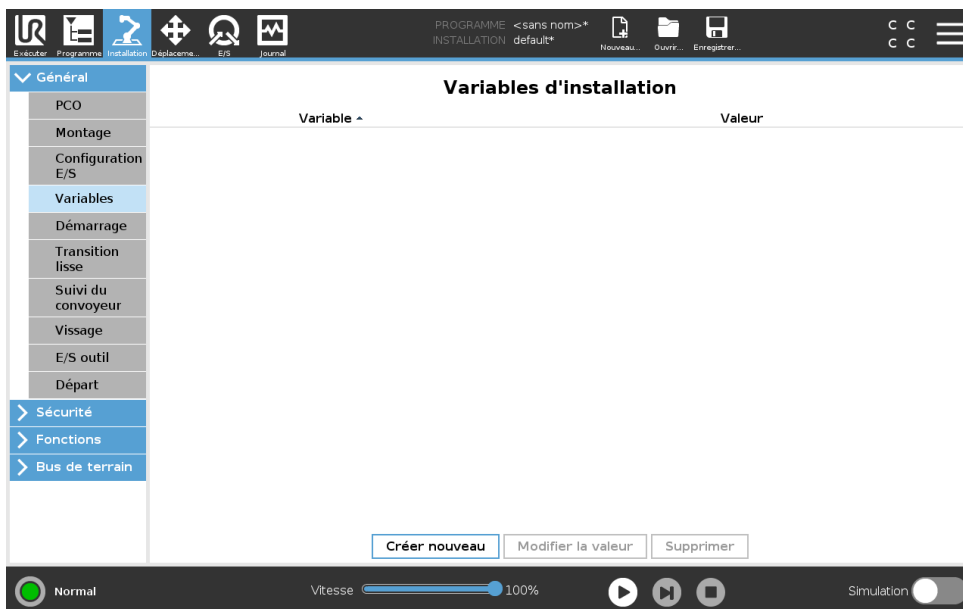 UR
PROGRAMME <sans nom>*
INSTALLATION default*
Exécuter Programme Installation Déplaceme... E/S Journal Nouveau... Ouvrir... Enregistrer...
C C
C C
Général
PCO
Montage
Configuration
E/S
Variables
Démarrage
Transition
lisse
Suivi du
convoyeur
Vissage
E/S outil
Départ
Sécurité
Fonctions
Bus de terrain
Variables d'installation
Variable Valeur
Créer nouveau Modifier la valeur Supprimer
Normal Vitesse 100% Simulation